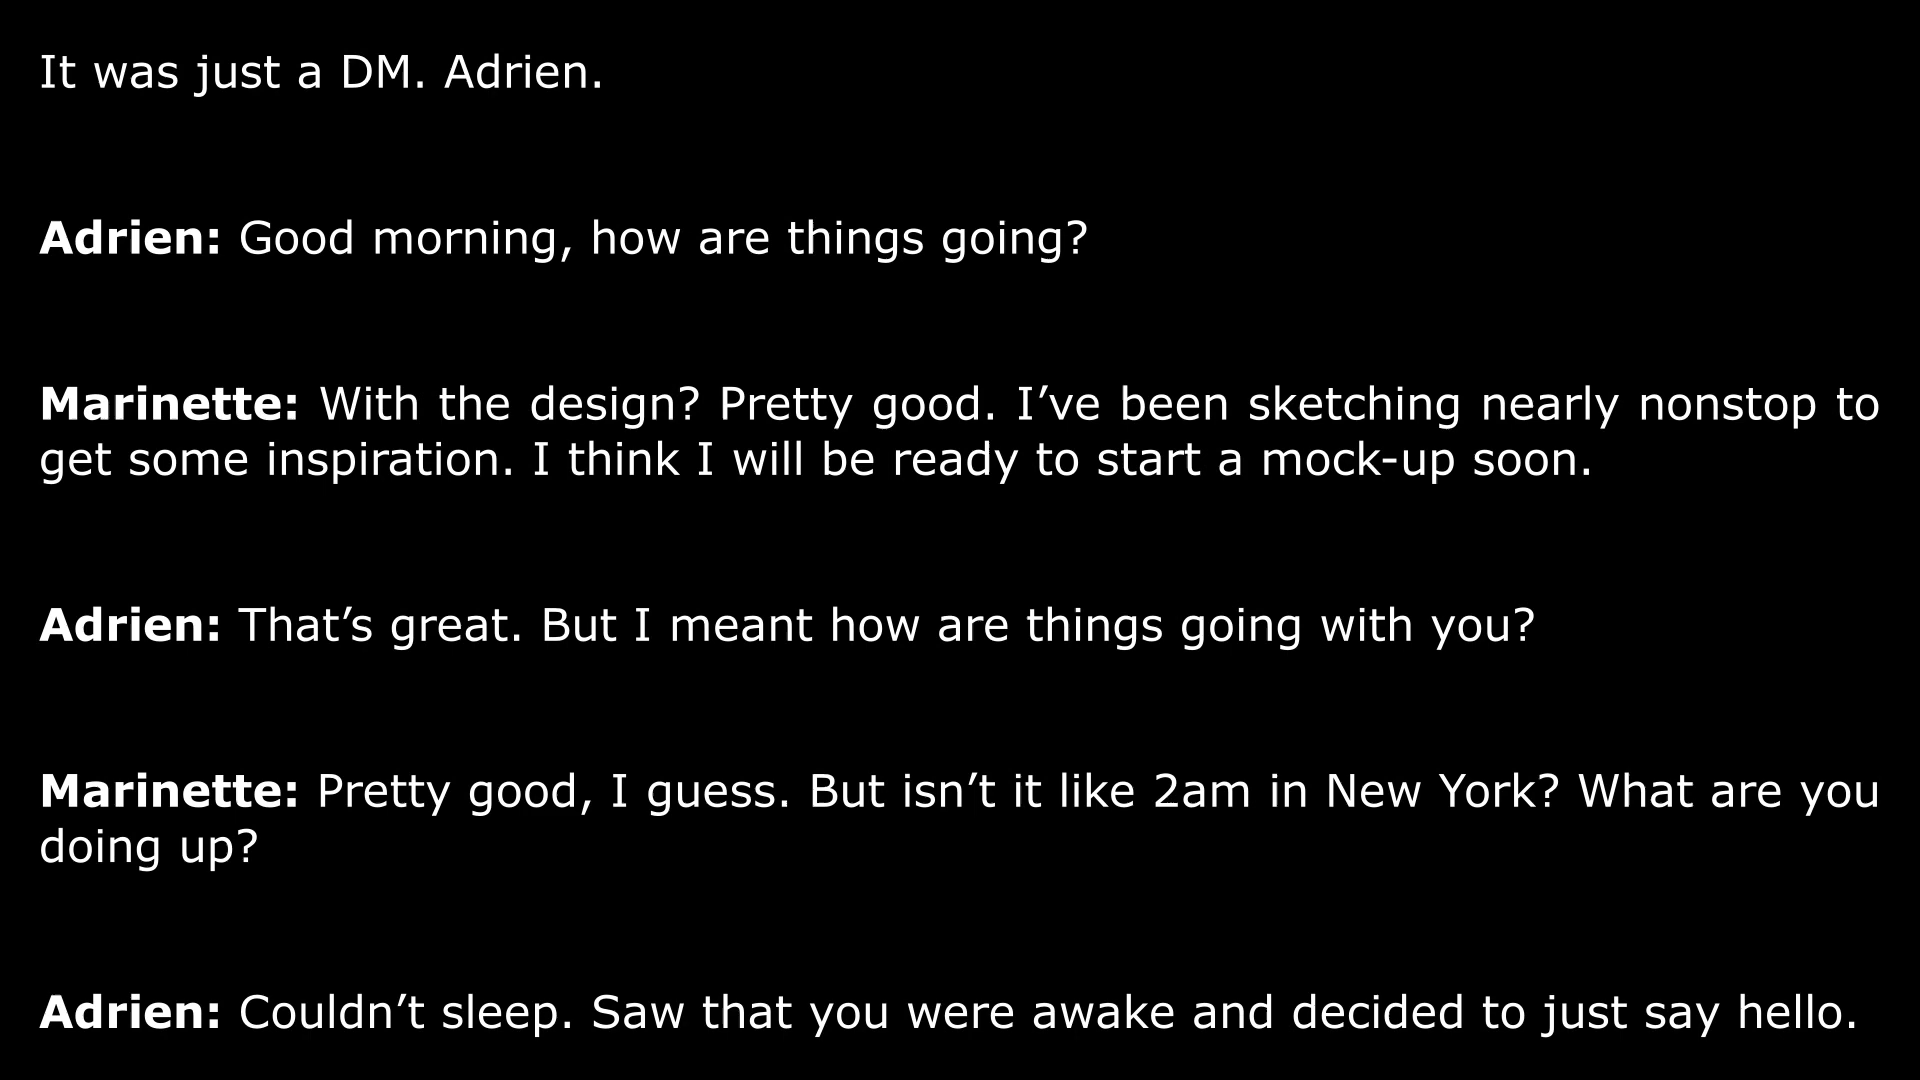 It was just a DM. Adrien.
Adrien: Good morning, how are things going?
Marinette: With the design? Pretty good. I’ve been sketching nearly nonstop to
get some inspiration. I think I will be ready to start a mock-up soon.
Adrien: That’s great. But I meant how are things going with you?
Marinette: Pretty good, I guess. But isn’t it like 2am in New York? What are you
doing up?
Adrien: Couldn’t sleep. Saw that you were awake and decided to just say hello.